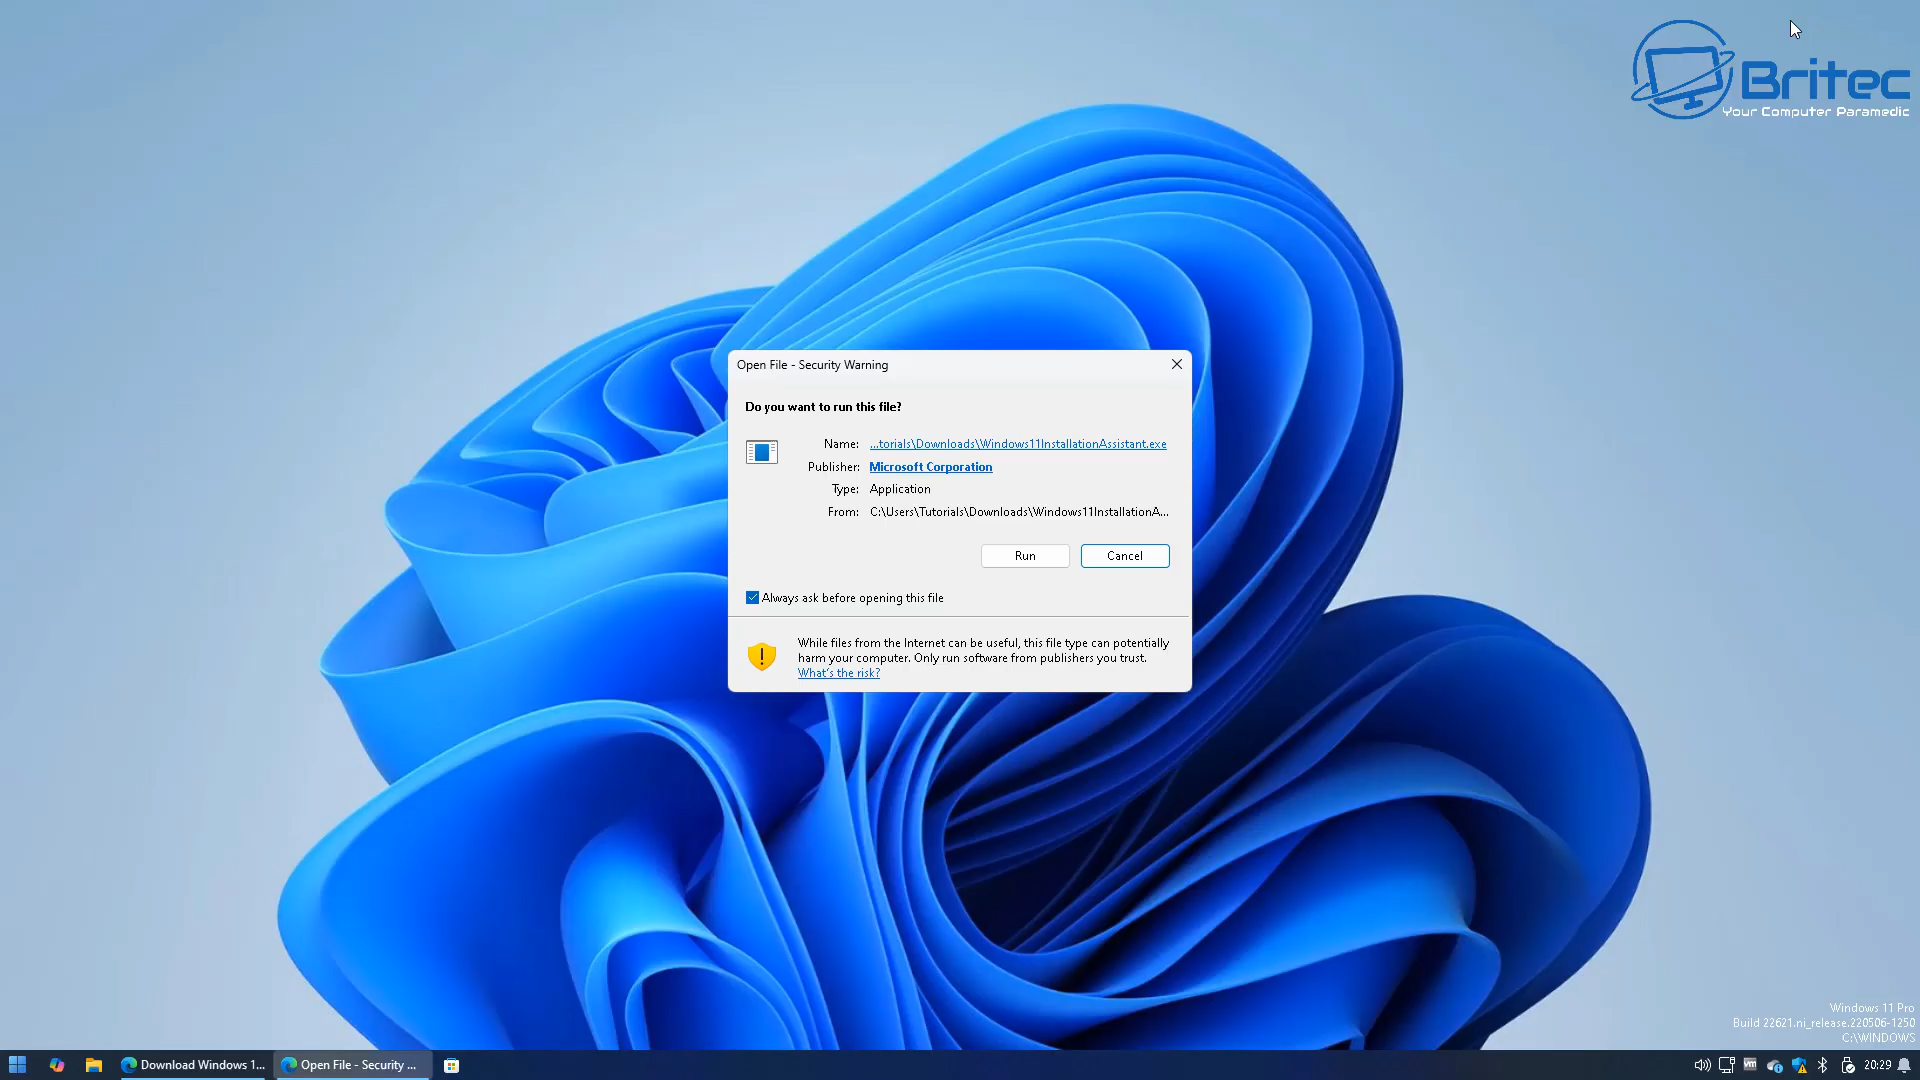 Britec
Your Computer Paramedic
Open File - Security Warning
Do you want to run this file?
Name: ...torials\Downloads\Windows11InstallationAssistant.exe
Publisher: Microsoft Corporation
Type: Application
From: C:\Users\Tutorials\Downloads\Windows11InstallationA...
Run Cancel
Always ask before opening this file
While files from the Internet can be useful, this file type can potentially
harm your computer. Only run software from publishers you trust.
What's the risk?
Windows 11 Pro
Build 22621.ni_release.220506-1250
C:\WINDOWS
Download Windows 1... Open File - Security ... 20:29